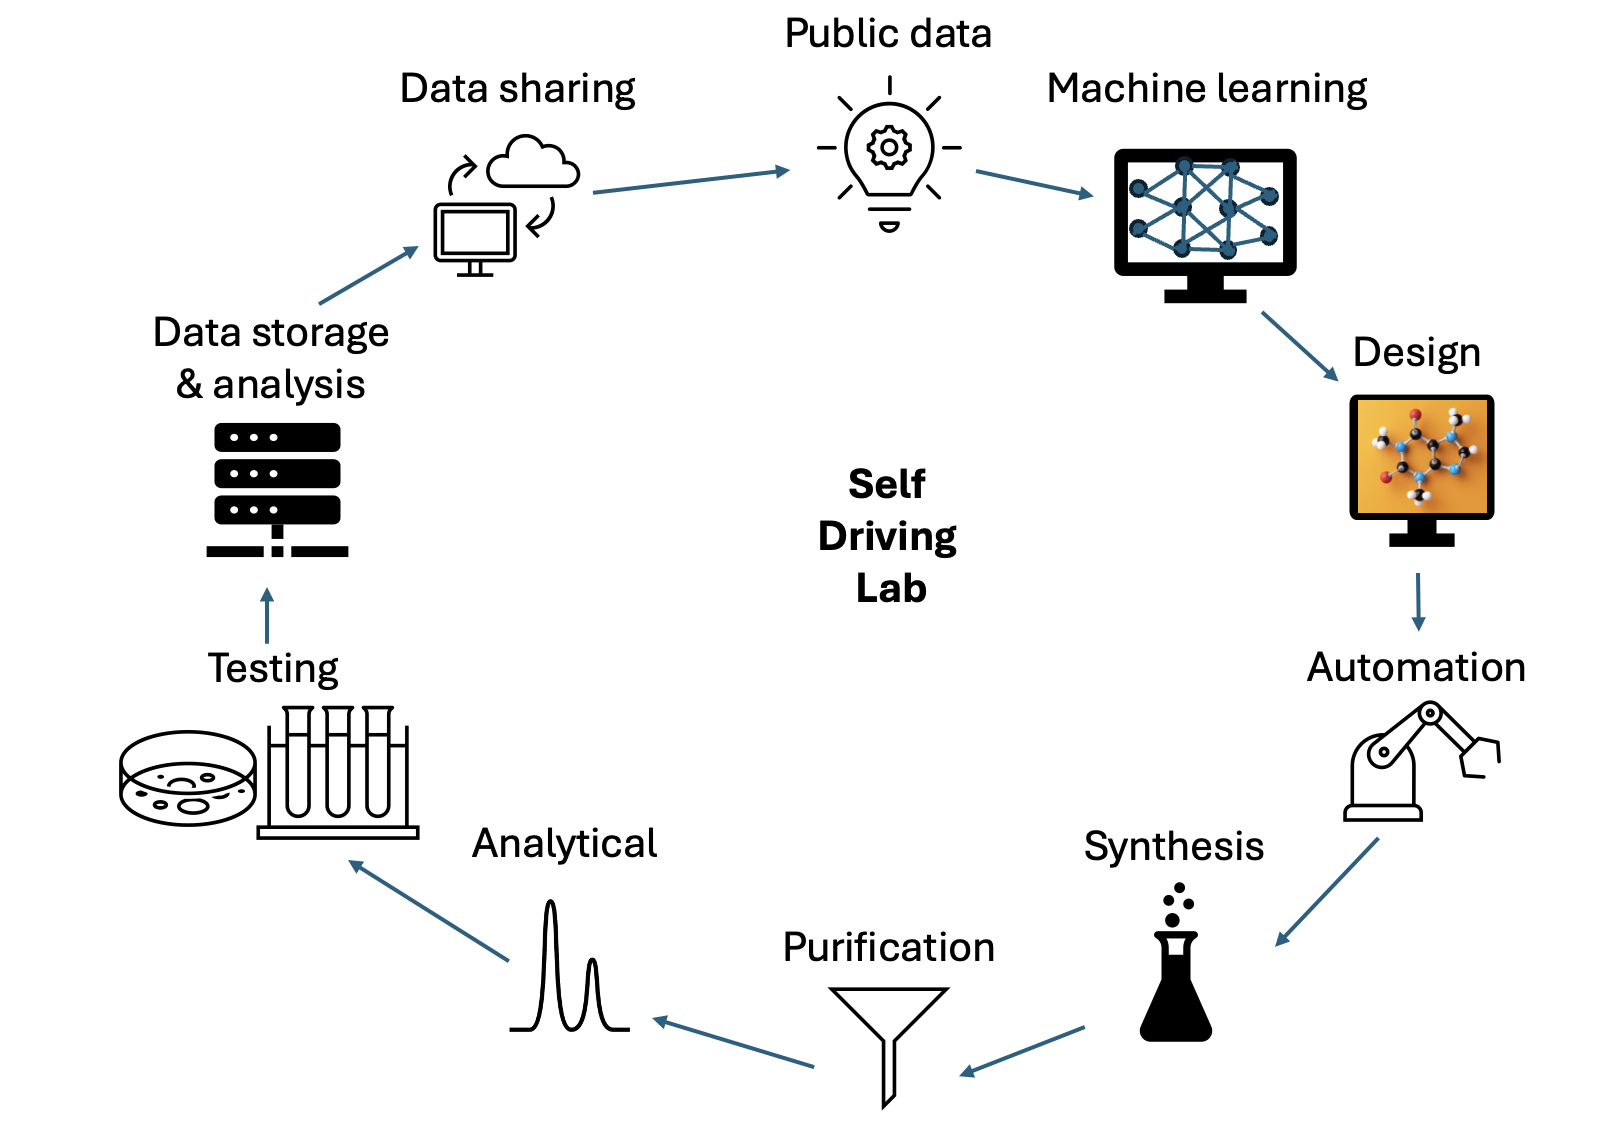 Public data
Data sharing
Machine learning
Data storage
& analysis
Design
Self
Driving
Lab
Testing
Automation
Analytical
Synthesis
Purification